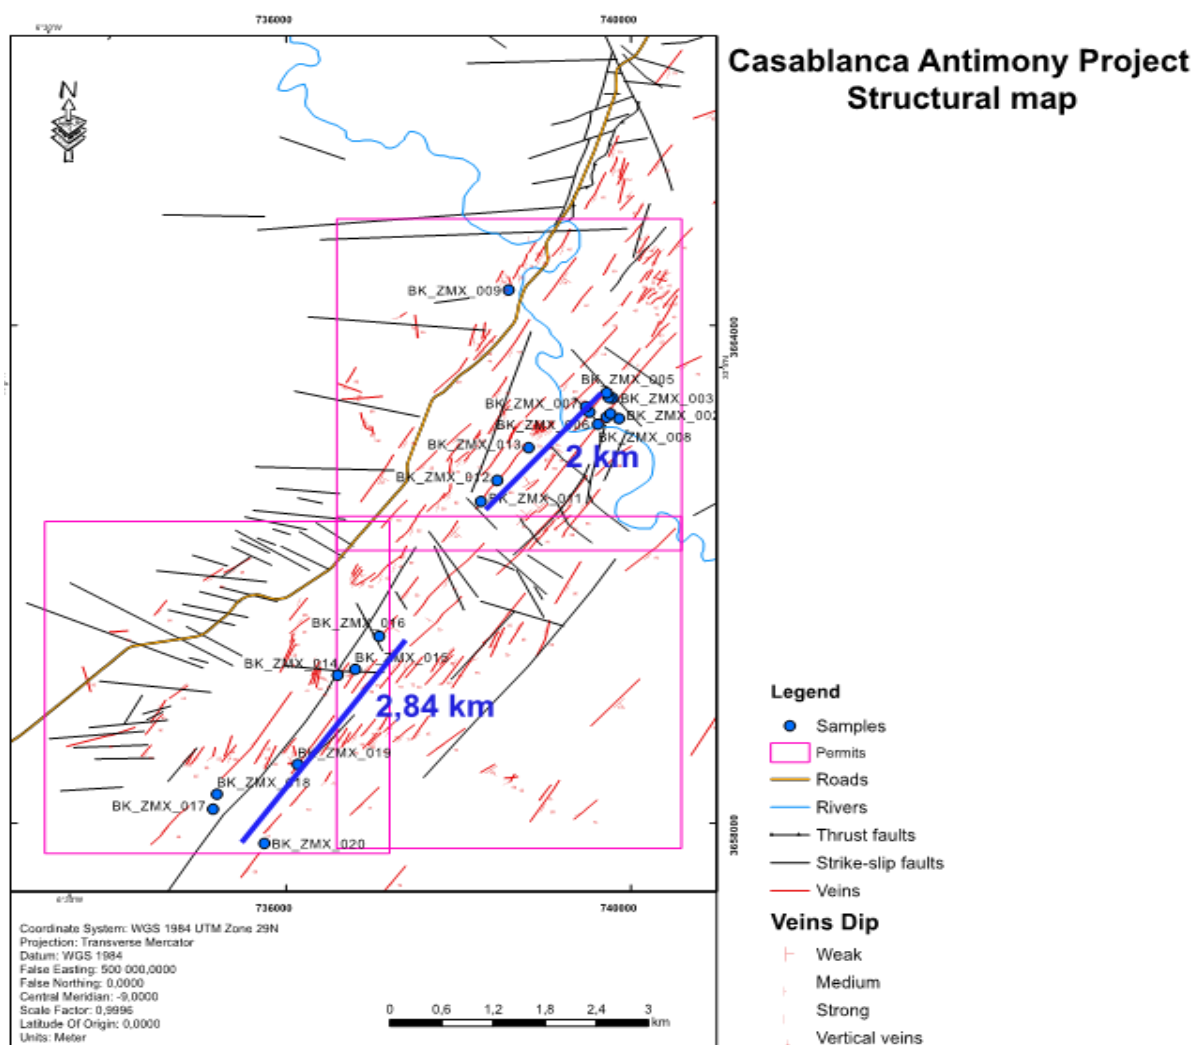 Casablanca Antimony Project
Structural map
736000
740000
N
BK_ZMX_009
3664000
BK_ZMX_005
BK_ZMX_003
BK_ZMX_007
BK_ZMX_002
BK_ZMX_006
BK_ZMX_008
BK_ZMX_013
2 km
BK_ZMX_012
BK_ZMX_011
BK_ZMX_016
BK_ZMX_014
BK_ZMX_015
2,84 km
BK_ZMX_019
BK_ZMX_018
BK_ZMX_017
BK_ZMX_020
3658000
736000
740000
Legend
Samples
Permits
Roads
Rivers
Thrust faults
Strike-slip faults
Veins
Veins Dip
Weak
Medium
Strong
Vertical veins
Coordinate System: WGS 1984 UTM Zone 29N
Projection: Transverse Mercator
Datum: WGS 1984
False Easting: 500 000,0000
False Northing: 0,0000
Central Meridian: -9,0000
Scale Factor: 0,9996
Latitude Of Origin: 0,0000
Units: Meter
0 0,6 1,2 1,8 2,4 3
km